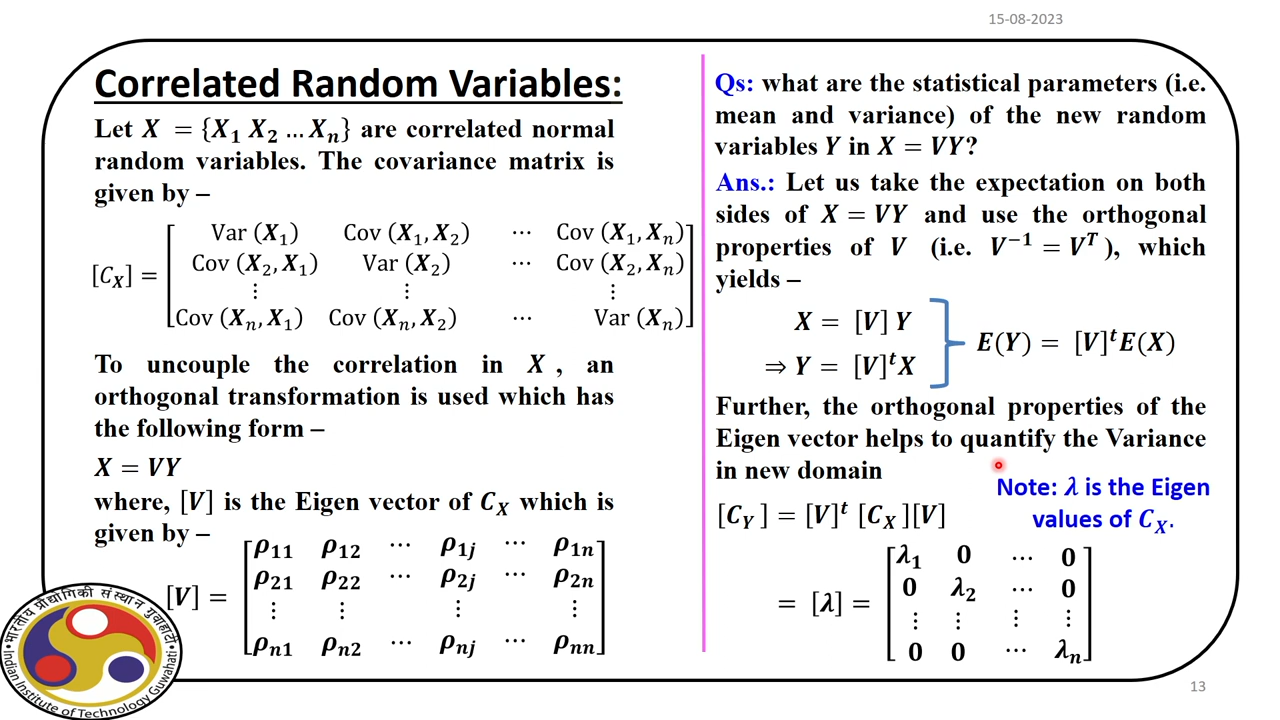 15-08-2023
Correlated Random Variables:
Let X = {X₁ X₂ … Xₙ} are correlated normal
random variables. The covariance matrix is
given by –
[C_X] = [ Var (X₁) Cov (X₁, X₂) ⋯ Cov (X₁, Xₙ)
Cov (X₂, X₁) Var (X₂) ⋯ Cov (X₂, Xₙ)
⋮ ⋮ ⋮
Cov (Xₙ, X₁) Cov (Xₙ, X₂) ⋯ Var (Xₙ) ]
To uncouple the correlation in X , an
orthogonal transformation is used which has
the following form –
X = VY
where, [V] is the Eigen vector of C_X which is
given by –
[V] = [ ρ₁₁ ρ₁₂ ⋯ ρ₁ⱼ ⋯ ρ₁ₙ
ρ₂₁ ρ₂₂ ⋯ ρ₂ⱼ ⋯ ρ₂ₙ
⋮ ⋮ ⋮ ⋮
ρₙ₁ ρₙ₂ ⋯ ρₙⱼ ⋯ ρₙₙ ]
Qs: what are the statistical parameters (i.e.
mean and variance) of the new random
variables Y in X = VY?
Ans.: Let us take the expectation on both
sides of X = VY and use the orthogonal
properties of V (i.e. V⁻¹ = Vᵀ), which
yields –
X = [V] Y
⇒ Y = [V]ᵗX
E(Y) = [V]ᵗE(X)
Further, the orthogonal properties of the
Eigen vector helps to quantify the Variance
in new domain
Note: λ is the Eigen
values of C_X.
[C_Y] = [V]ᵗ [C_X][V]
= [λ] = [ λ₁ 0 ⋯ 0
0 λ₂ ⋯ 0
⋮ ⋮ ⋮ ⋮
0 0 ⋯ λₙ ]
भारतीय प्रौद्योगिकी संस्थान गुवाहाटी
Indian Institute of Technology Guwahati
13